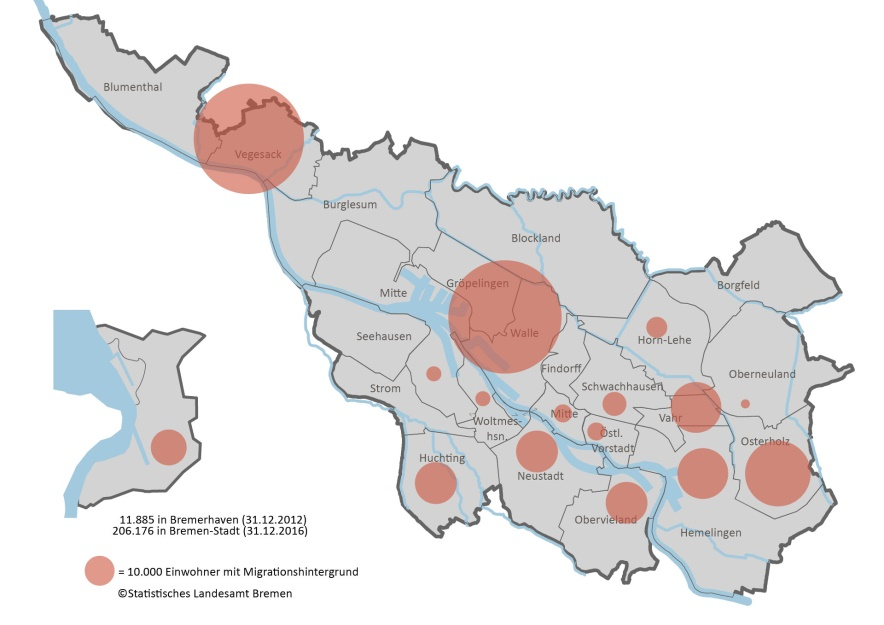 Blumenthal
Vegesack
Burglesum
Blockland
Gröpelingen
Borgfeld
Mitte
Walle
Seehausen
Horn-Lehe
Findorff
Oberneuland
Strom
Schwachhausen
Mitte
Vahr
Woltmes-
hsn.
Östl.
Vorstadt
Osterholz
Huchting
Neustadt
Obervieland
Hemelingen
11.885 in Bremerhaven (31.12.2012)
206.176 in Bremen-Stadt (31.12.2016)
= 10.000 Einwohner mit Migrationshintergrund
©Statistisches Landesamt Bremen